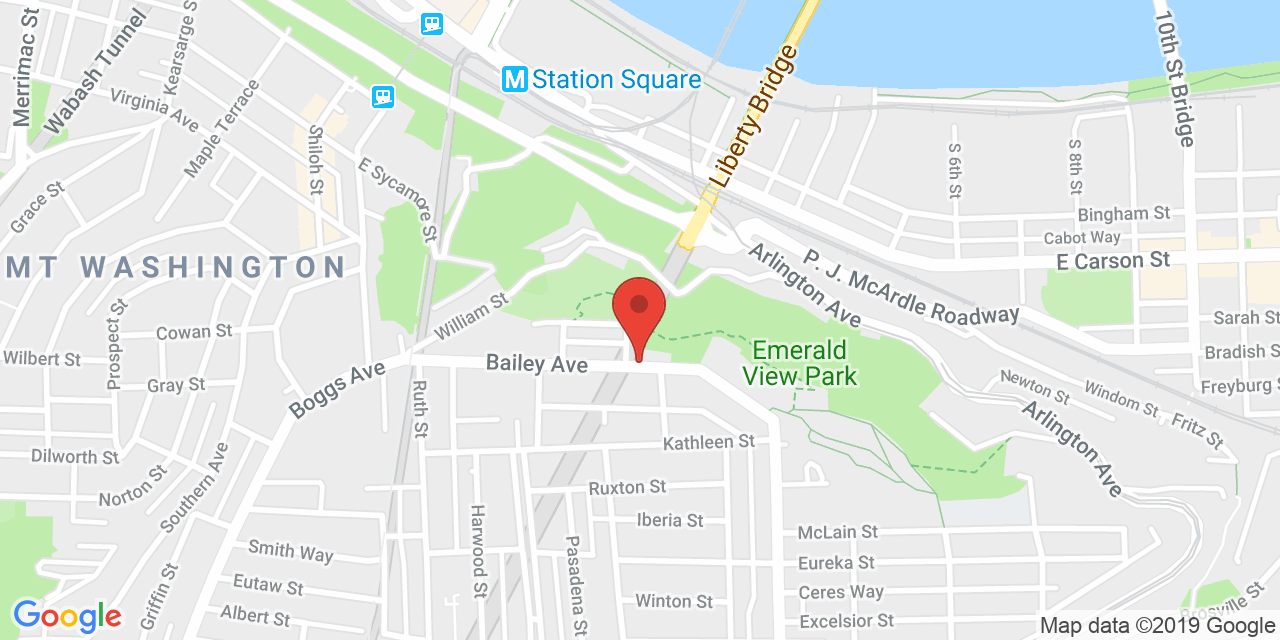 Merrimac St
Wabash Tunnel
Kearsarge St
Virginia Ave
Maple Terrace
Shiloh St
E Sycamore St
Grace St
MT WASHINGTON
M Station Square
Liberty Bridge
10th St Bridge
S 6th St
S 8th St
Bingham St
Cabot Way
E Carson St
P. J. McArdle Roadway
Arlington Ave
William St
Prospect St
Cowan St
Wilbert St
Gray St
Boggs Ave
Bailey Ave
Ruth St
Emerald
View Park
Sarah St
Bradish St
Freyburg S
Newton St
Windom St
Fritz St
Arlington Ave
Dilworth St
Norton St
Southern Ave
Kathleen St
Ruxton St
Iberia St
Harwood St
Pasadena St
McLain St
Eureka St
Ceres Way
Excelsior St
Smith Way
Eutaw St
Albert St
Griffin St
Winton St
Brosville St
Google
Map data ©2019 Google